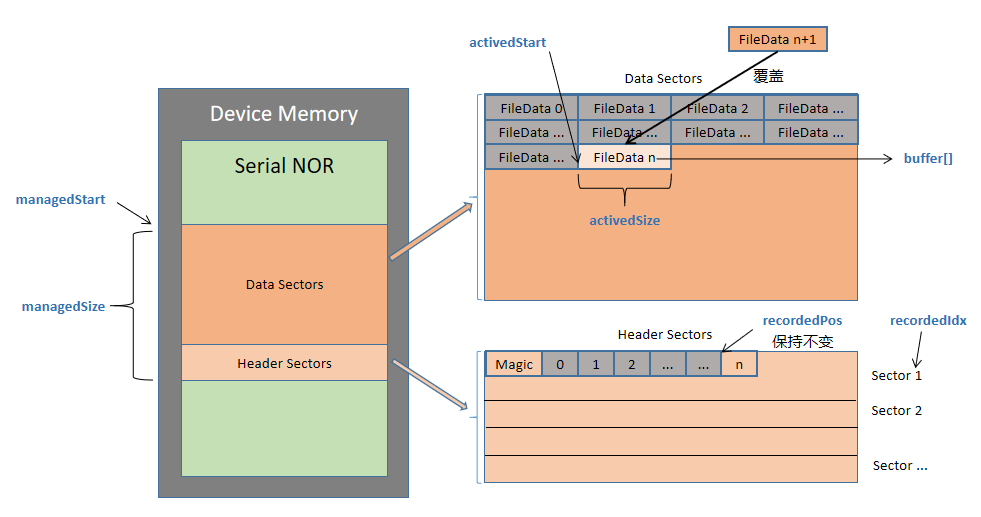 FileData n+1
activedStart
Data Sectors
覆盖
Device Memory
FileData 0
FileData 1
FileData 2
FileData ...
FileData ...
FileData ...
FileData ...
FileData ...
Serial NOR
FileData ...
FileData n
buffer[]
managedStart
activedSize
Data Sectors
managedSize
recordedPos
recordedIdx
Header Sectors
保持不变
Header Sectors
Magic
0
1
2
...
...
n
Sector 1
Sector 2
Sector ...